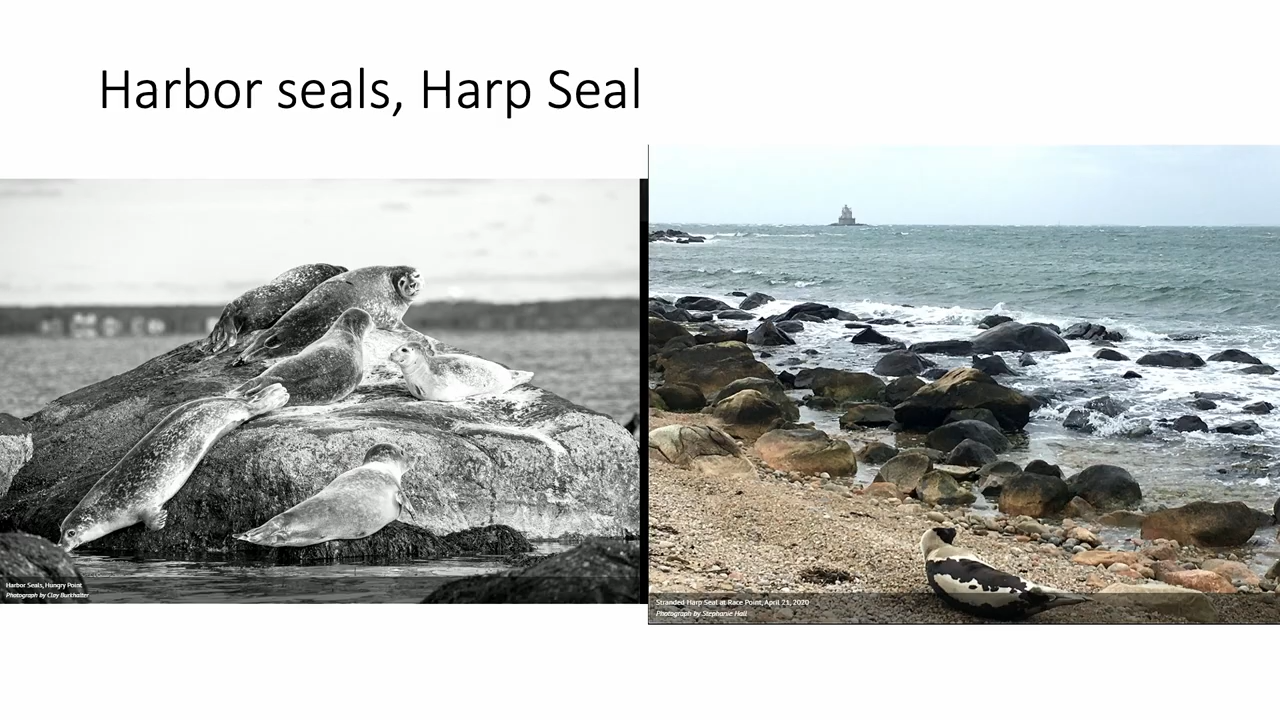 Harbor seals, Harp Seal
Harbor Seals, Hungry Point
Photograph by Clay Burkhalter
Stranded Harp Seal at Race Point, April 21, 2020
Photograph by Stephanie Hall